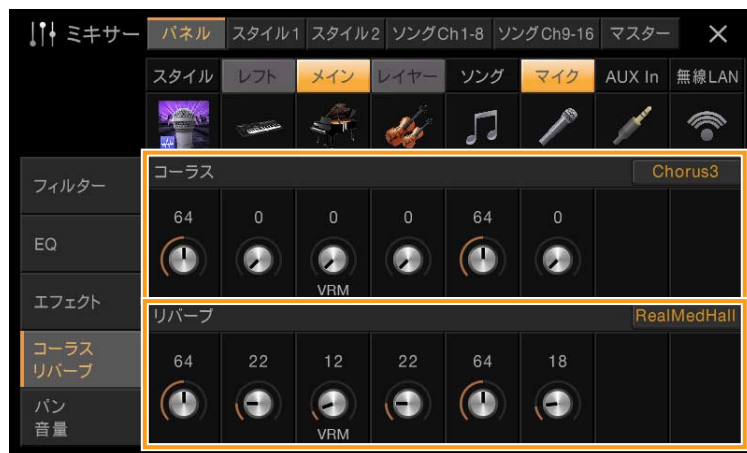 ミキサー パネル スタイル1 スタイル2 ソングCh1-8 ソングCh9-16 マスター
スタイル レフト メイン レイヤー ソング マイク AUX In 無線LAN
フィルター
EQ
エフェクト
コーラス
リバーブ
パン
音量
コーラス Chorus3
64 0 0 0 64 0
VRM
リバーブ RealMedHall
64 22 12 22 64 18
VRM